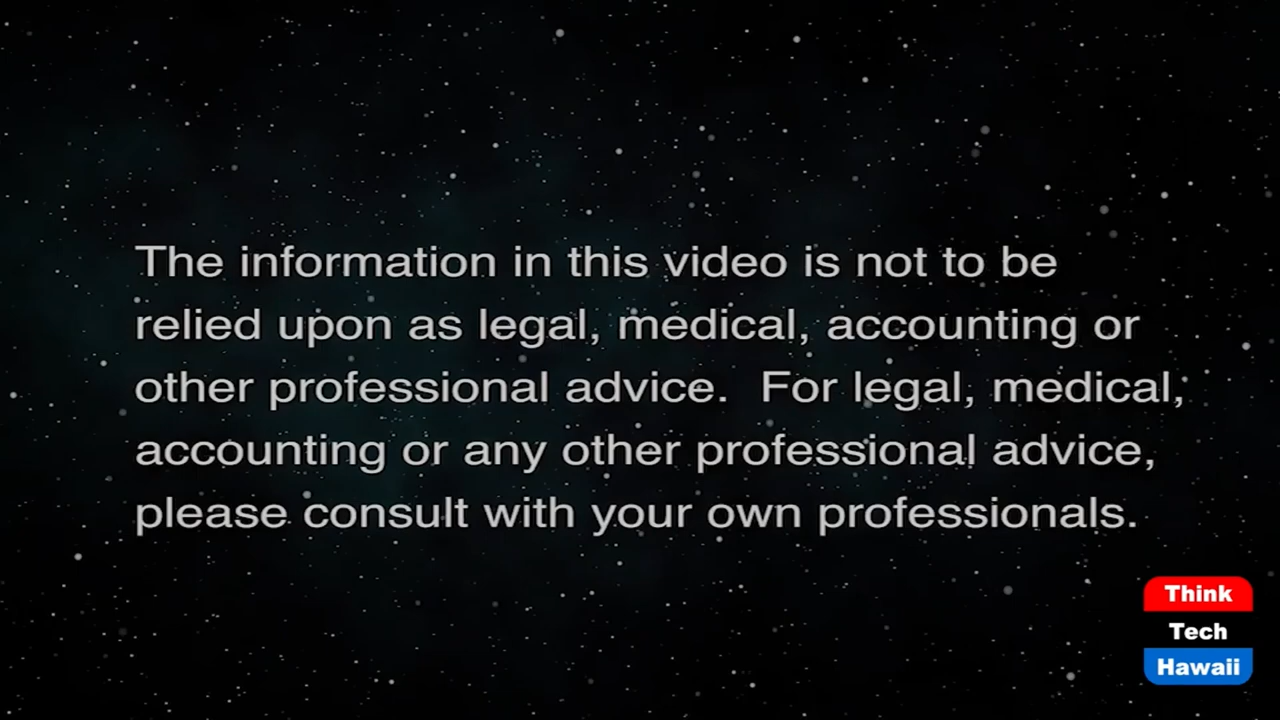 The information in this video is not to be
relied upon as legal, medical, accounting or
other professional advice.  For legal, medical,
accounting or any other professional advice,
please consult with your own professionals.
Think
Tech
Hawaii